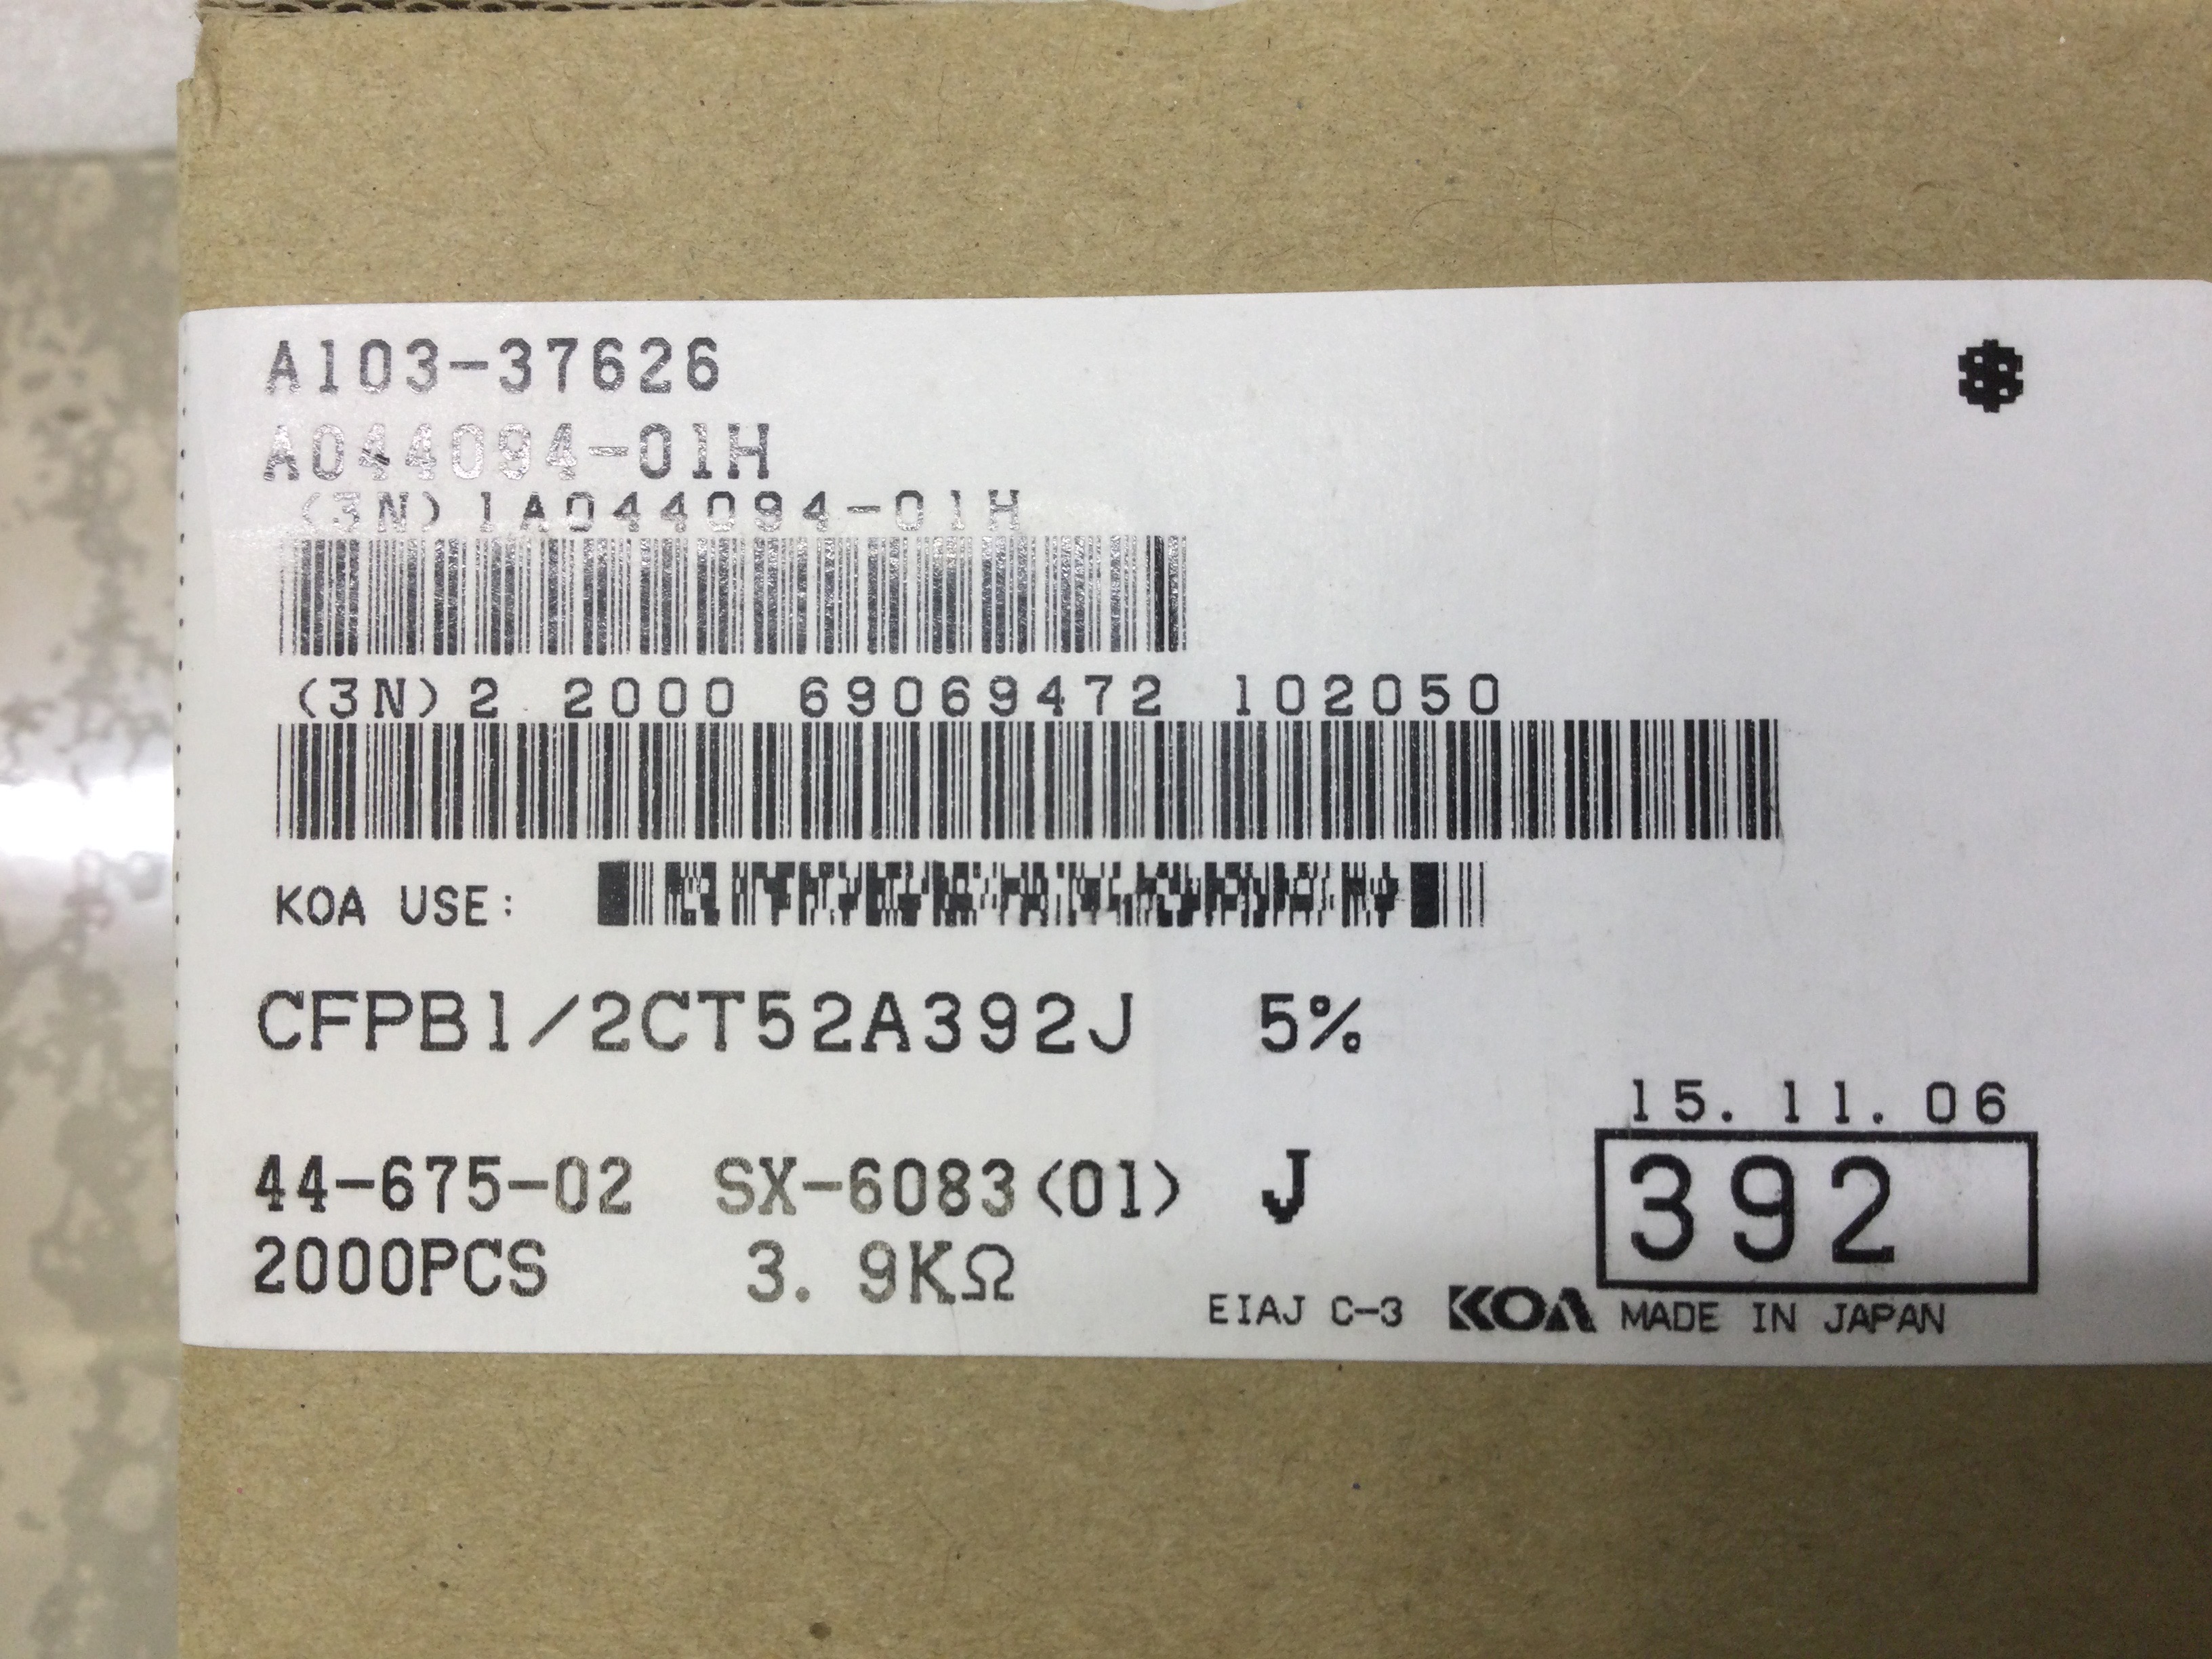 A103-37626
A044094-01H
(3N)1A044094-01H
(3N)2 2000 69069472 102050
KOA USE:
CFPB1/2CT52A392J 5%
15.11.06
44-675-02 SX-6083(01) J 392
2000PCS 3.9KΩ
EIAJ C-3 KOA MADE IN JAPAN